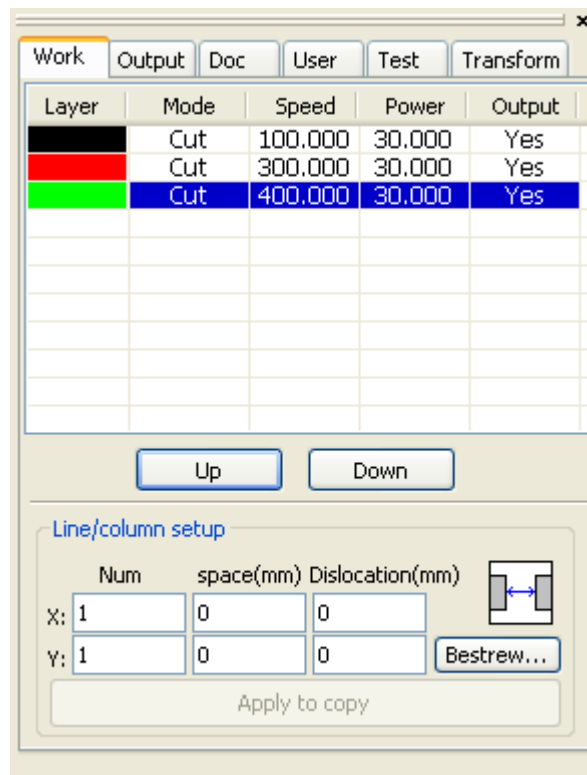 Work Output Doc User Test Transform
Layer Mode Speed Power Output
Cut 100.000 30.000 Yes
Cut 300.000 30.000 Yes
Cut 400.000 30.000 Yes
Up Down
Line/column setup
Num space(mm) Dislocation(mm)
X: 1 0 0
Y: 1 0 0 Bestrew...
Apply to copy